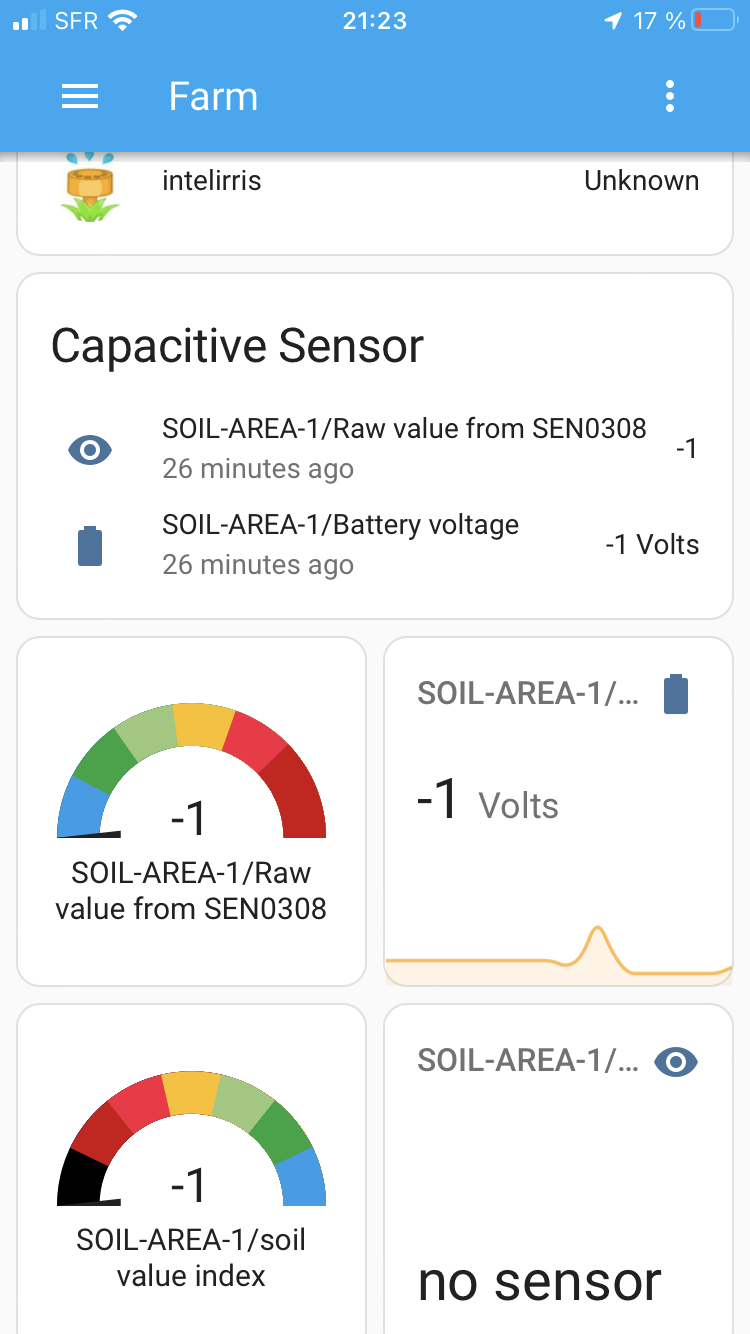 SFR 21:23 17 %
Farm
intelirris Unknown
Capacitive Sensor
SOIL-AREA-1/Raw value from SEN0308
26 minutes ago
-1
SOIL-AREA-1/Battery voltage
26 minutes ago
-1 Volts
-1
SOIL-AREA-1/Raw
value from SEN0308
SOIL-AREA-1/...
-1 Volts
-1
SOIL-AREA-1/soil
value index
SOIL-AREA-1/...
no sensor